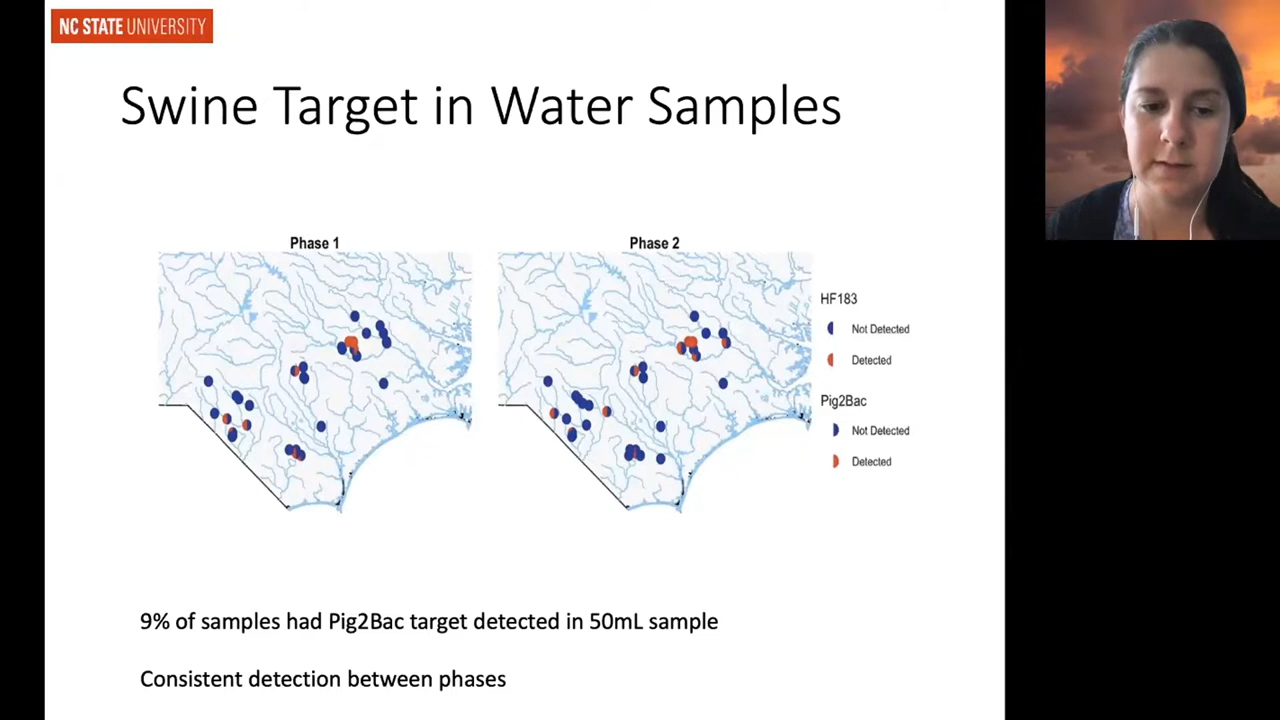 NC STATE UNIVERSITY
Swine Target in Water Samples
Phase 1
Phase 2
HF183
Not Detected
Detected
Pig2Bac
Not Detected
Detected
9% of samples had Pig2Bac target detected in 50mL sample
Consistent detection between phases